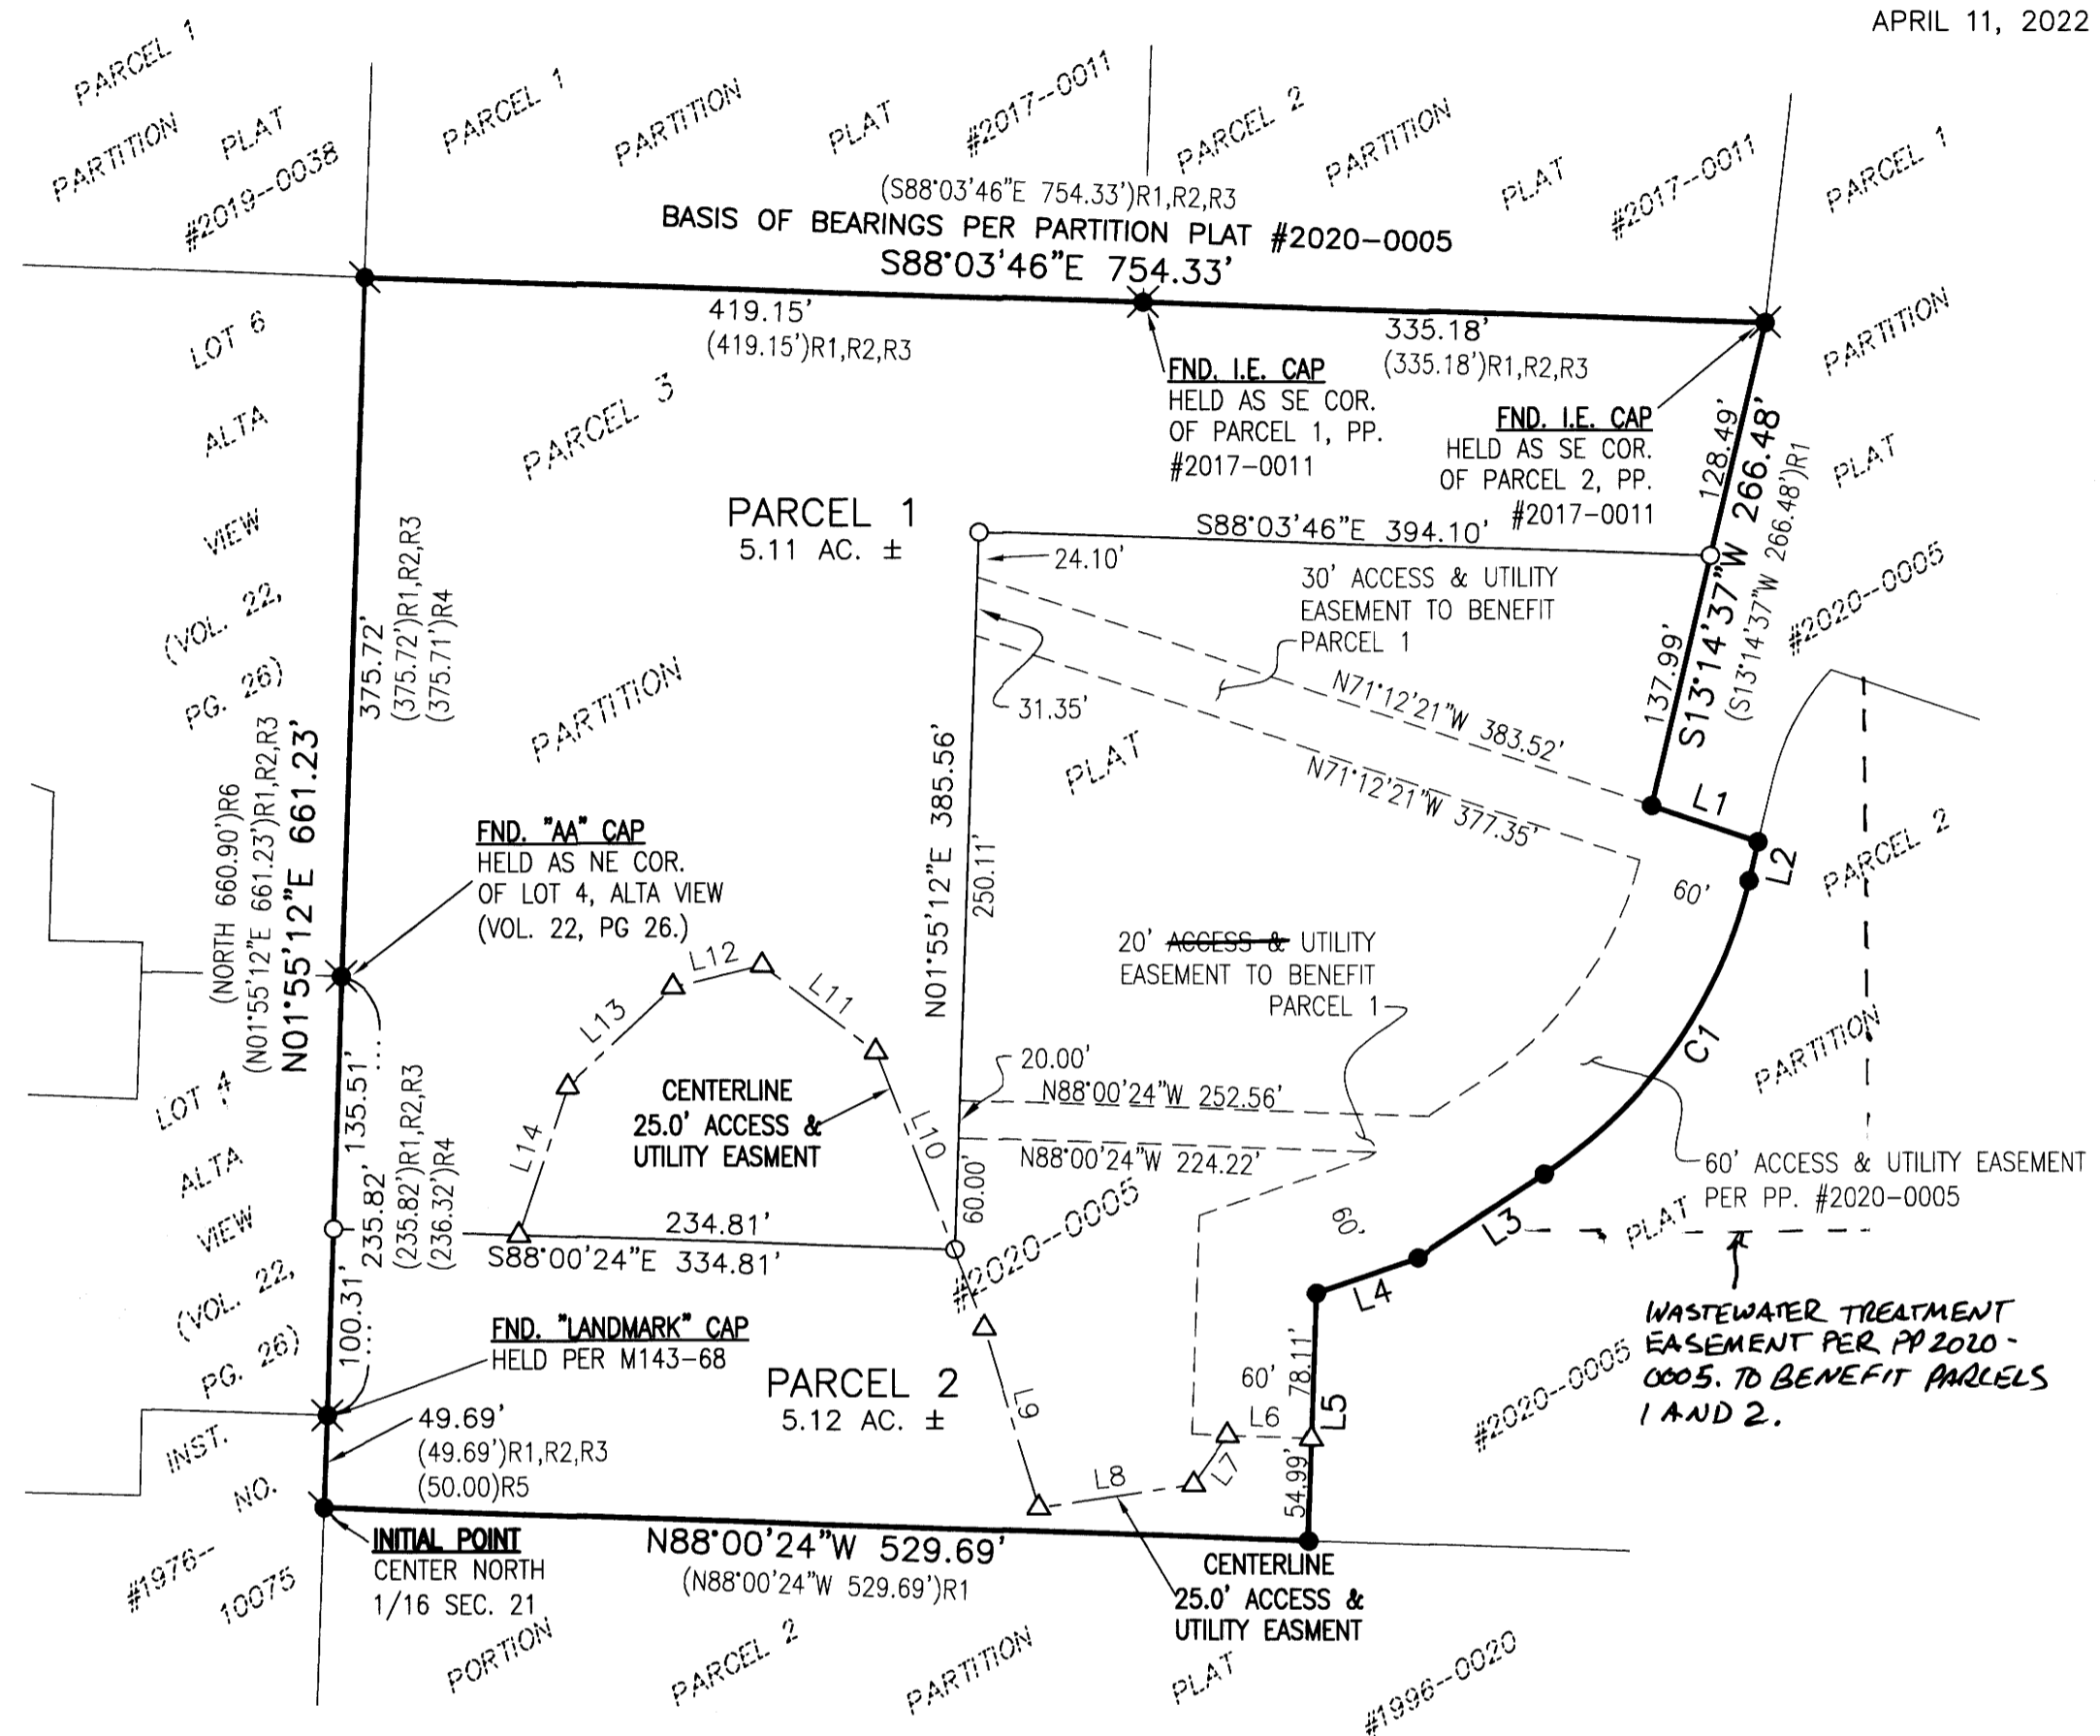 APRIL 11, 2022
PARCEL 1
PARTITION
PLAT
#2019--0038
PARCEL 1
PARTITION
PLAT
#2017--0011
PARCEL 2
PARTITION
PLAT
#2017--0011
PARCEL 1
PARTITION
PLAT
#2020--0005
(S88°03'46"E 754.33')R1,R2,R3
BASIS OF BEARINGS PER PARTITION PLAT #2020-0005
S88°03'46"E 754.33'
419.15'
(419.15')R1,R2,R3
335.18'
(335.18')R1,R2,R3
FND. I.E. CAP
HELD AS SE COR.
OF PARCEL 1, PP.
#2017-0011
FND. I.E. CAP
HELD AS SE COR.
OF PARCEL 2, PP.
#2017-0011
128.49'
S13°14'37"W 266.48'
(S13°14'37"W 266.48')R1
137.99'
LOT 6
ALTA
VIEW
(VOL. 22,
PG. 26)
PARCEL 3
PARTITION
PLAT
#2020--0005
PARCEL 1
5.11 AC. ±
S88°03'46"E 394.10'
24.10'
30' ACCESS & UTILITY
EASEMENT TO BENEFIT
PARCEL 1
31.35'
N71°12'21"W 383.52'
N71°12'21"W 377.35'
375.72'
(375.72')R1,R2,R3
(375.71')R4
(NORTH 660.90')R6
(N01°55'12"E 661.23')R1,R2,R3
N01°55'12"E 661.23'
N01°55'12"E 385.56'
250.11'
L1
L2
60'
PARCEL 2
PARTITION
PLAT
#2020--0005
FND. "AA" CAP
HELD AS NE COR.
OF LOT 4, ALTA VIEW
(VOL. 22, PG 26.)
20' ACCESS & UTILITY
EASEMENT TO BENEFIT
PARCEL 1
L12
L11
L13
L10
L14
CENTERLINE
25.0' ACCESS &
UTILITY EASMENT
20.00'
N88°00'24"W 252.56'
N88°00'24"W 224.22'
60.00'
C1
60' ACCESS & UTILITY EASEMENT
PER PP. #2020-0005
LOT 4
ALTA
VIEW
(VOL. 22,
PG. 26)
135.51'
235.82'
(235.82')R1,R2,R3
(236.32')R4
100.31'
234.81'
S88°00'24"E 334.81'
60'
L3
L4
FND. "LANDMARK" CAP
HELD PER M143-68
WASTEWATER TREATMENT
EASEMENT PER PP 2020-
0005. TO BENEFIT PARCELS
1 AND 2.
PARCEL 2
5.12 AC. ±
L9
60'
78.11'
L5
L6
L7
L8
54.99'
49.69'
(49.69')R1,R2,R3
(50.00)R5
INST.
NO.
#1976--
10075
INITIAL POINT
CENTER NORTH
1/16 SEC. 21
N88°00'24"W 529.69'
(N88°00'24"W 529.69')R1
CENTERLINE
25.0' ACCESS &
UTILITY EASMENT
PORTION
PARCEL 2
PARTITION
PLAT
#1996--0020